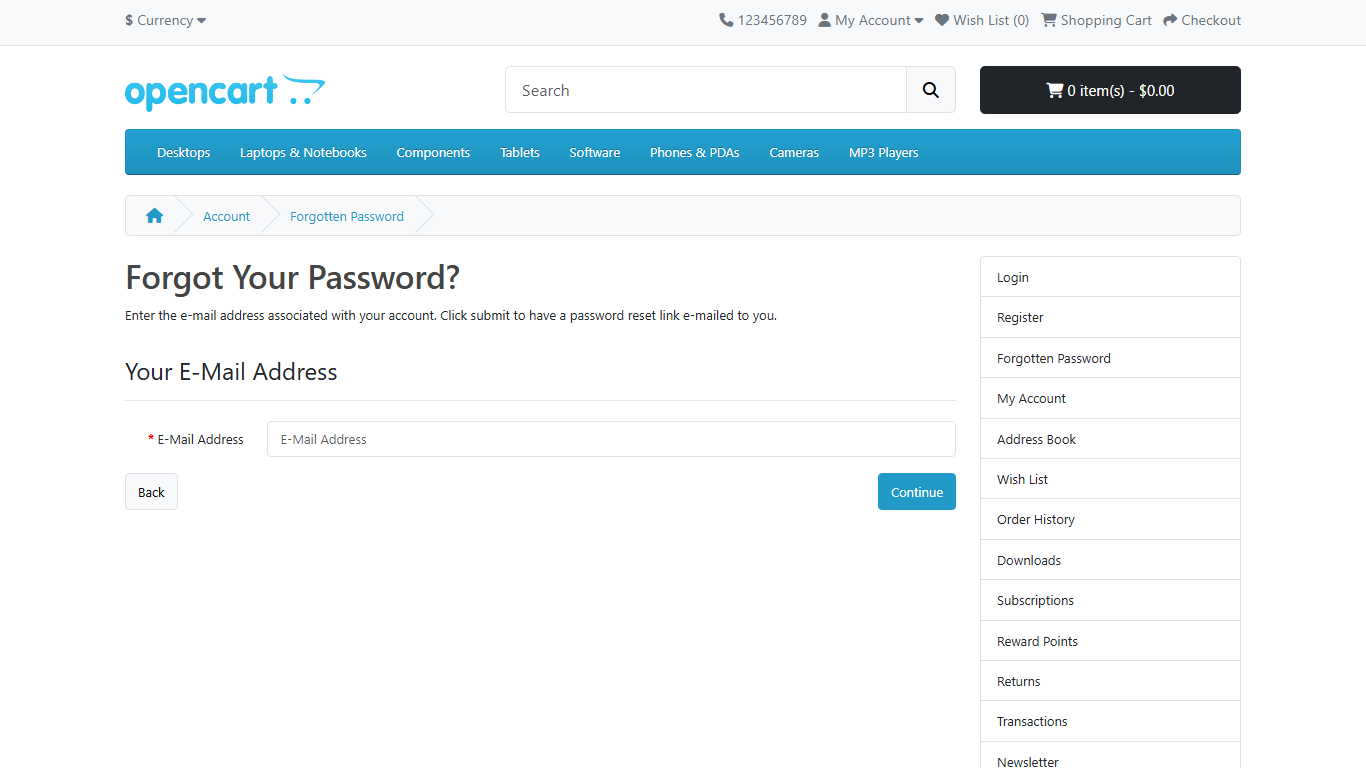 $ Currency
123456789 My Account Wish List (0) Shopping Cart Checkout
opencart
Search
0 item(s) - $0.00
Desktops Laptops & Notebooks Components Tablets Software Phones & PDAs Cameras MP3 Players
Account Forgotten Password
Forgot Your Password?
Enter the e-mail address associated with your account. Click submit to have a password reset link e-mailed to you.
Your E-Mail Address
* E-Mail Address
E-Mail Address
Back
Continue
Login
Register
Forgotten Password
My Account
Address Book
Wish List
Order History
Downloads
Subscriptions
Reward Points
Returns
Transactions
Newsletter